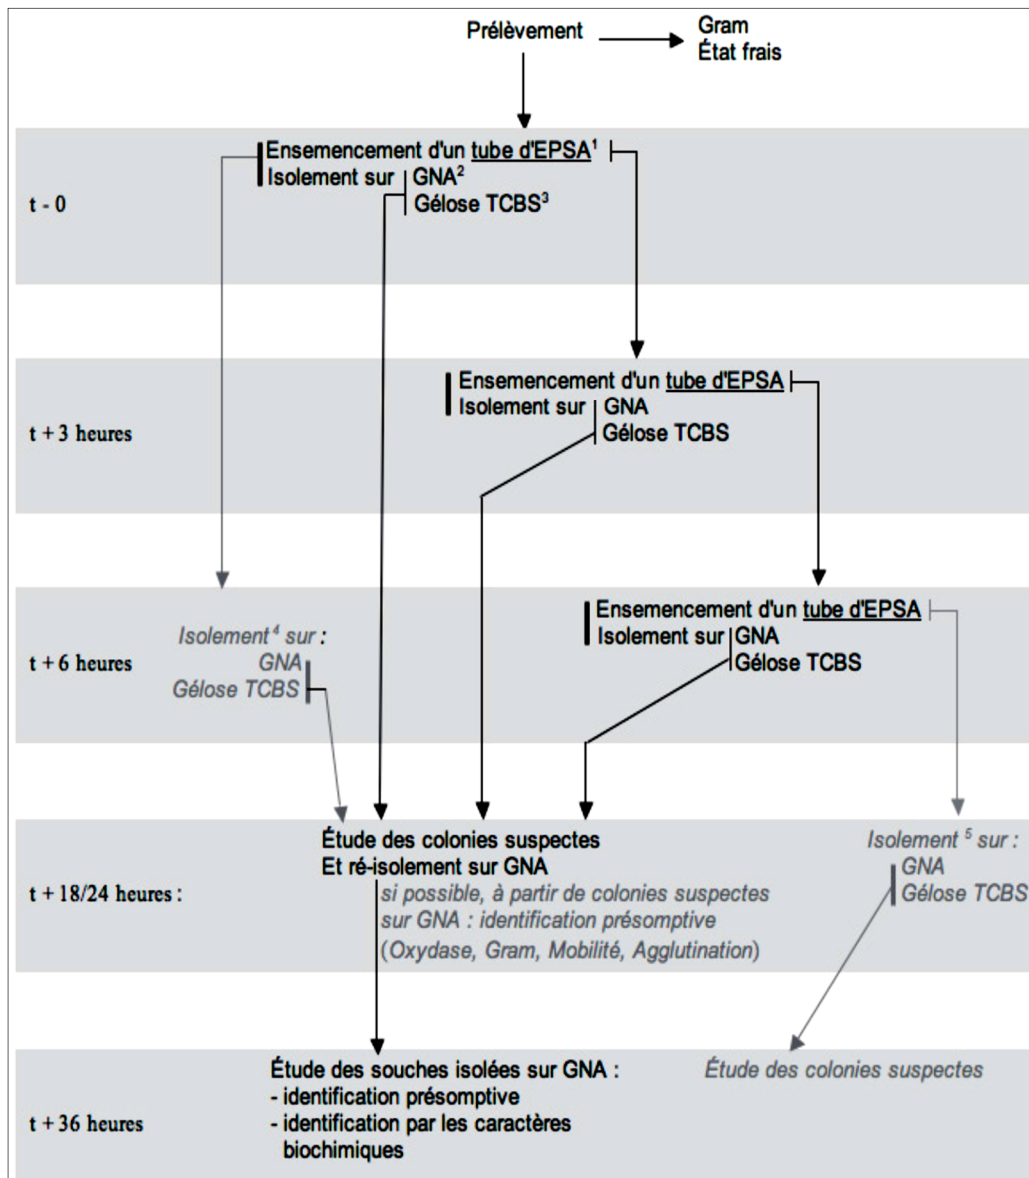 Prélèvement
Gram
État frais
t - 0
Ensemencement d'un tube d'EPSA¹
Isolement sur GNA²
Gélose TCBS³
t + 3 heures
Ensemencement d'un tube d'EPSA
Isolement sur GNA
Gélose TCBS
t + 6 heures
Isolement ⁴ sur :
GNA
Gélose TCBS
Ensemencement d'un tube d'EPSA
Isolement sur GNA
Gélose TCBS
t + 18/24 heures :
Étude des colonies suspectes
Et ré-isolement sur GNA
si possible, à partir de colonies suspectes
sur GNA : identification présomptive
(Oxydase, Gram, Mobilité, Agglutination)
Isolement ⁵ sur :
GNA
Gélose TCBS
t + 36 heures
Étude des souches isolées sur GNA :
- identification présomptive
- identification par les caractères
biochimiques
Étude des colonies suspectes